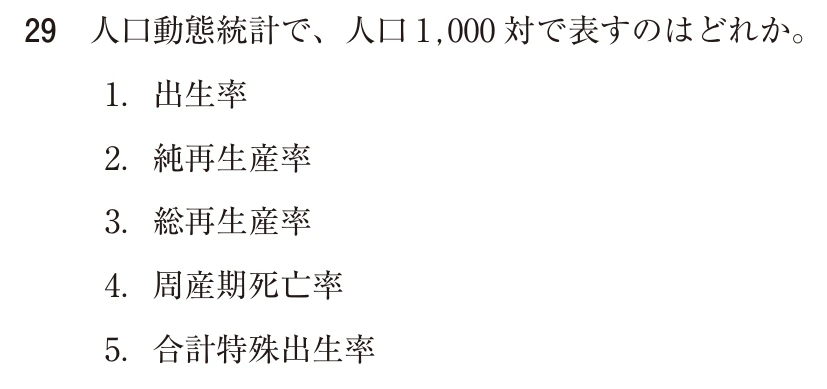 29 人口動態統計で、人口 1,000 対で表すのはどれか。
1. 出生率
2. 純再生産率
3. 総再生産率
4. 周産期死亡率
5. 合計特殊出生率